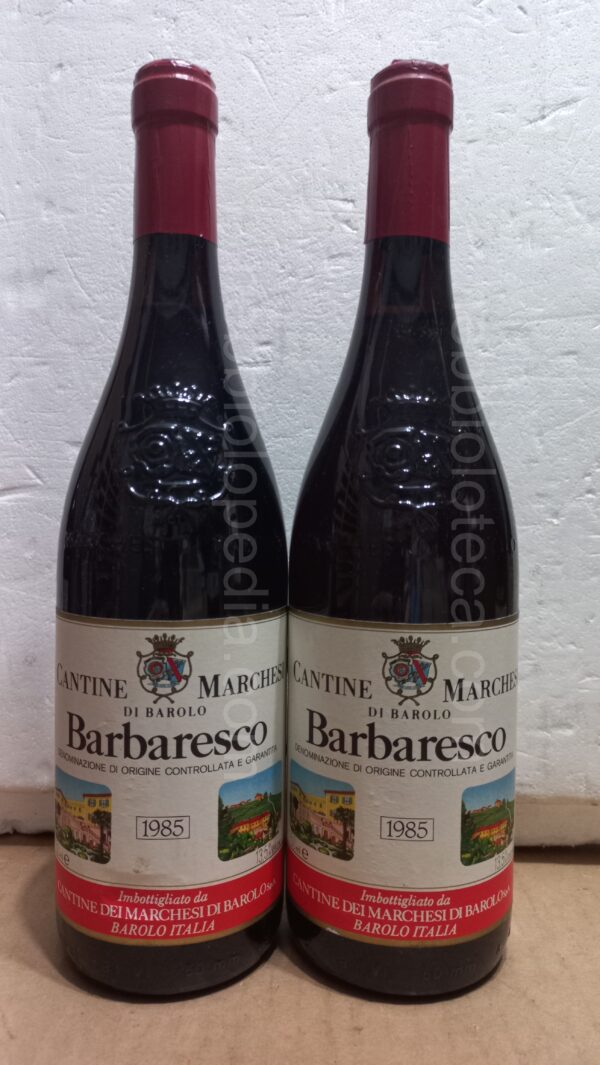 CANTINE MARCHESI
DI BAROLO
Barbaresco
DENOMINAZIONE DI ORIGINE CONTROLLATA E GARANTITA
1985
13,5%
Imbottigliato da
CANTINE DEI MARCHESI DI BAROLO S.p.A.
BAROLO ITALIA
CANTINE MARCHES
DI BAROLO
Barbaresco
DENOMINAZIONE DI ORIGINE CONTROLLATA E GARANTITA
1985
Imbottigliato da
CANTINE DEI MARCHESI DI BAROLO S.p.A.
BAROLO ITALIA